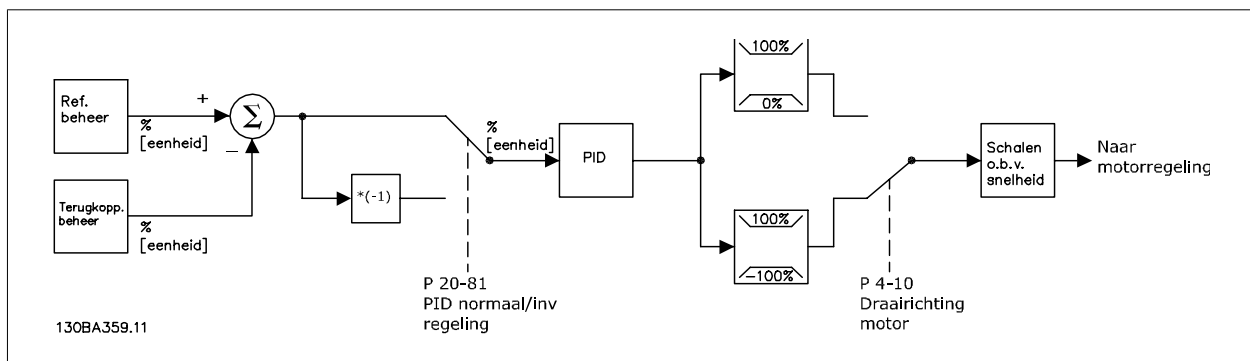 Ref.
beheer
+
%
[eenheid]
Σ
–
Terugkopp.
beheer
%
[eenheid]
*(-1)
P 20-81
PID normaal/inv
regeling
%
[eenheid]
PID
100%
0%
100%
-100%
P 4-10
Draairichting
motor
Schalen
o.b.v.
snelheid
Naar
motorregeling
130BA359.11